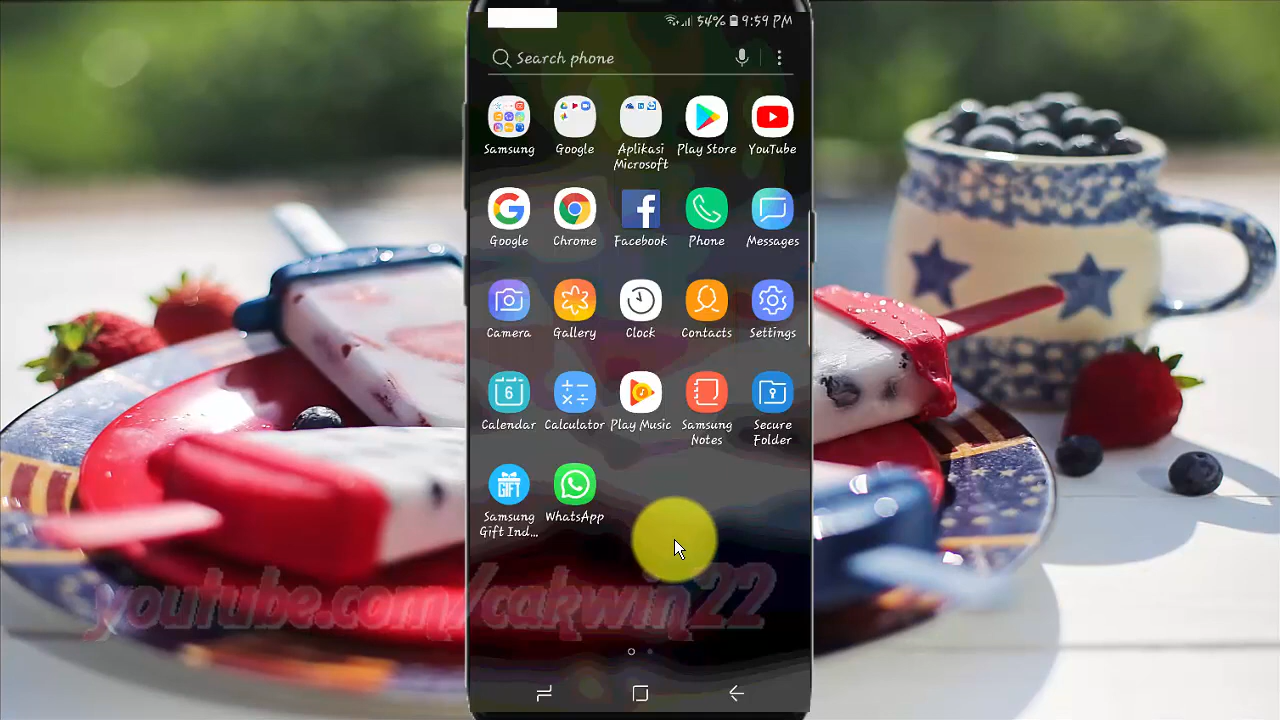 54% 9:59 PM
Search phone
Samsung Google Aplikasi Microsoft Play Store YouTube
Google Chrome Facebook Phone Messages
Camera Gallery Clock Contacts Settings
6
Calendar Calculator Play Music Samsung Notes Secure Folder
GIFT
Samsung Gift Ind... WhatsApp
youtube.com/cakwin22